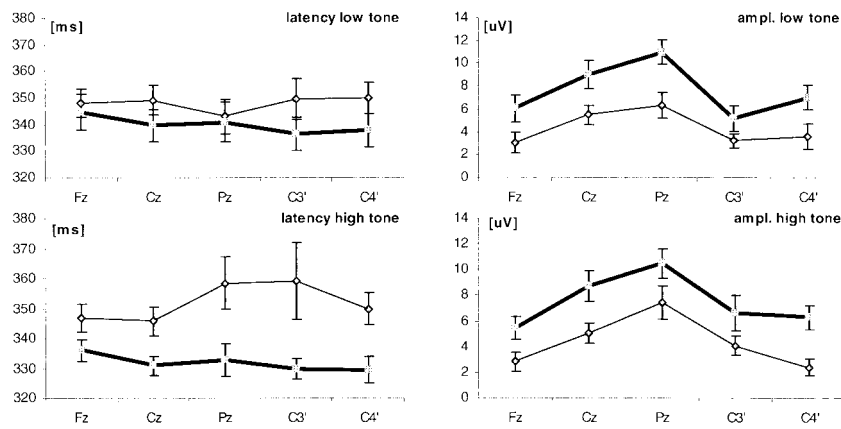 latency low tone
[ms]
380
370
360
350
340
330
320
Fz Cz Pz C3' C4'
ampl. low tone
[uV]
14
12
10
8
6
4
2
0
Fz Cz Pz C3' C4'
latency high tone
[ms]
380
370
360
350
340
330
320
Fz Cz Pz C3' C4'
ampl. high tone
[uV]
14
12
10
8
6
4
2
0
Fz Cz Pz C3' C4'